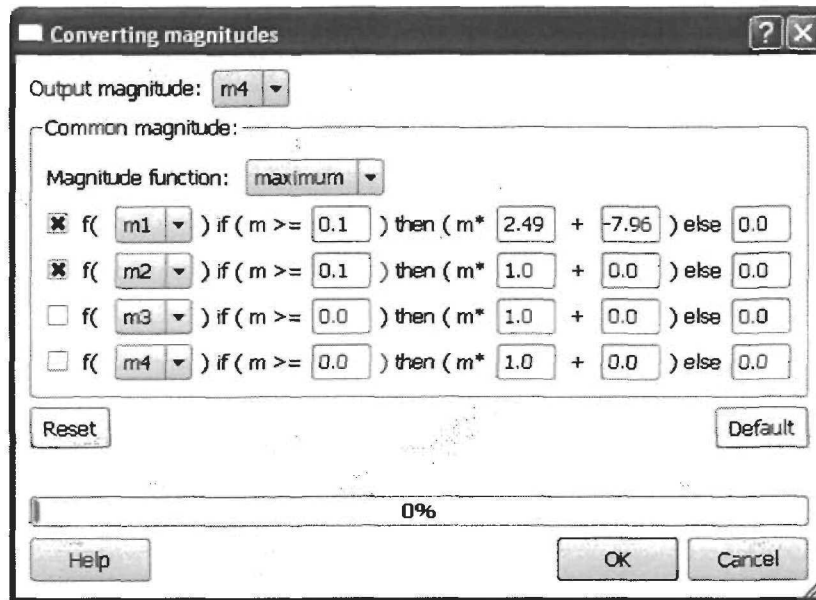 Converting magnitudes
Output magnitude: m4
Common magnitude:
Magnitude function: maximum
f( m1 ) if ( m >= 0.1 ) then ( m* 2.49 + -7.96 ) else 0.0
f( m2 ) if ( m >= 0.1 ) then ( m* 1.0 + 0.0 ) else 0.0
f( m3 ) if ( m >= 0.0 ) then ( m* 1.0 + 0.0 ) else 0.0
f( m4 ) if ( m >= 0.0 ) then ( m* 1.0 + 0.0 ) else 0.0
Reset Default
0%
Help OK Cancel